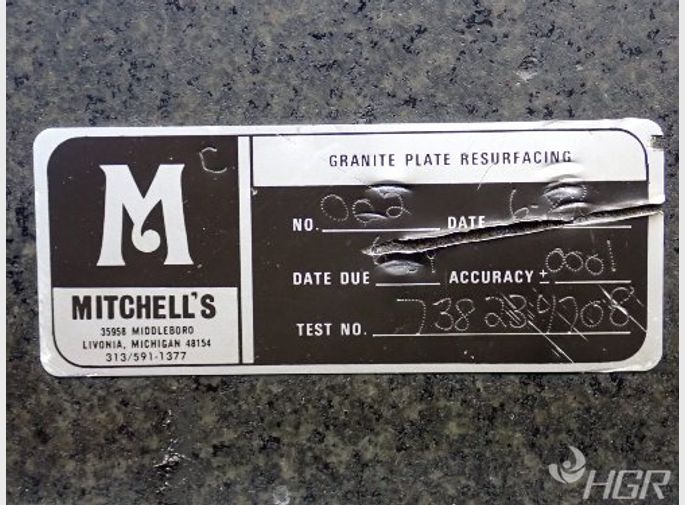 C
M
MITCHELL'S
35958 MIDDLEBORO
LIVONIA, MICHIGAN 48154
313/591-1377
GRANITE PLATE RESURFACING
NO. 062 DATE
DATE DUE ACCURACY ± 0001
TEST NO.
HGR